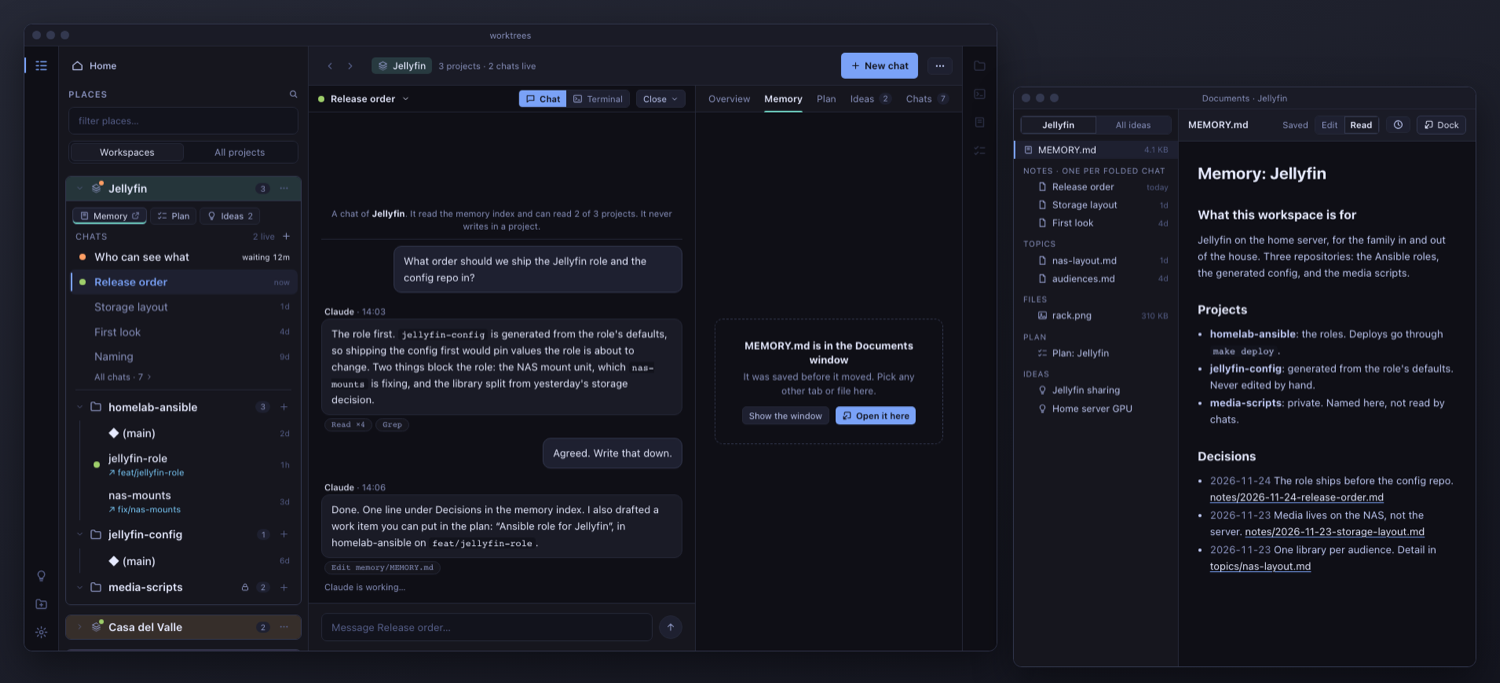 worktrees
Home
PLACES
filter places...
Workspaces
All projects
Jellyfin
3
Memory
Plan
Ideas 2
CHATS
2 live
Who can see what
waiting 12m
Release order
now
Storage layout
1d
First look
4d
Naming
9d
All chats · 7
homelab-ansible
3
(main)
2d
jellyfin-role
1h
feat/jellyfin-role
nas-mounts
3d
fix/nas-mounts
jellyfin-config
1
(main)
6d
media-scripts
2
Casa del Valle
2
Jellyfin
3 projects · 2 chats live
+ New chat
Release order
Chat
Terminal
Close
A chat of Jellyfin. It read the memory index and can read 2 of 3 projects. It never
writes in a project.
What order should we ship the Jellyfin role and the
config repo in?
Claude · 14:03
The role first. jellyfin-config is generated from the role's defaults,
so shipping the config first would pin values the role is about to
change. Two things block the role: the NAS mount unit, which nas-
mounts is fixing, and the library split from yesterday's storage
decision.
Read ×4
Grep
Agreed. Write that down.
Claude · 14:06
Done. One line under Decisions in the memory index. I also drafted a
work item you can put in the plan: “Ansible role for Jellyfin”, in
homelab-ansible on feat/jellyfin-role.
Edit memory/MEMORY.md
Claude is working...
Message Release order...
Overview
Memory
Plan
Ideas 2
Chats 7
MEMORY.md is in the Documents
window
It was saved before it moved. Pick any
other tab or file here.
Show the window
Open it here
Documents · Jellyfin
Jellyfin
All ideas
MEMORY.md
4.1 KB
NOTES · ONE PER FOLDED CHAT
Release order
today
Storage layout
1d
First look
4d
TOPICS
nas-layout.md
1d
audiences.md
4d
FILES
rack.png
310 KB
PLAN
Plan: Jellyfin
IDEAS
Jellyfin sharing
Home server GPU
MEMORY.md
Saved
Edit
Read
Dock
Memory: Jellyfin
What this workspace is for
Jellyfin on the home server, for the family in and out
of the house. Three repositories: the Ansible roles,
the generated config, and the media scripts.
Projects
• homelab-ansible: the roles. Deploys go through
make deploy.
• jellyfin-config: generated from the role's defaults.
Never edited by hand.
• media-scripts: private. Named here, not read by
chats.
Decisions
• 2026-11-24 The role ships before the config repo.
notes/2026-11-24-release-order.md
• 2026-11-23 Media lives on the NAS, not the
server. notes/2026-11-23-storage-layout.md
• 2026-11-23 One library per audience. Detail in
topics/nas-layout.md